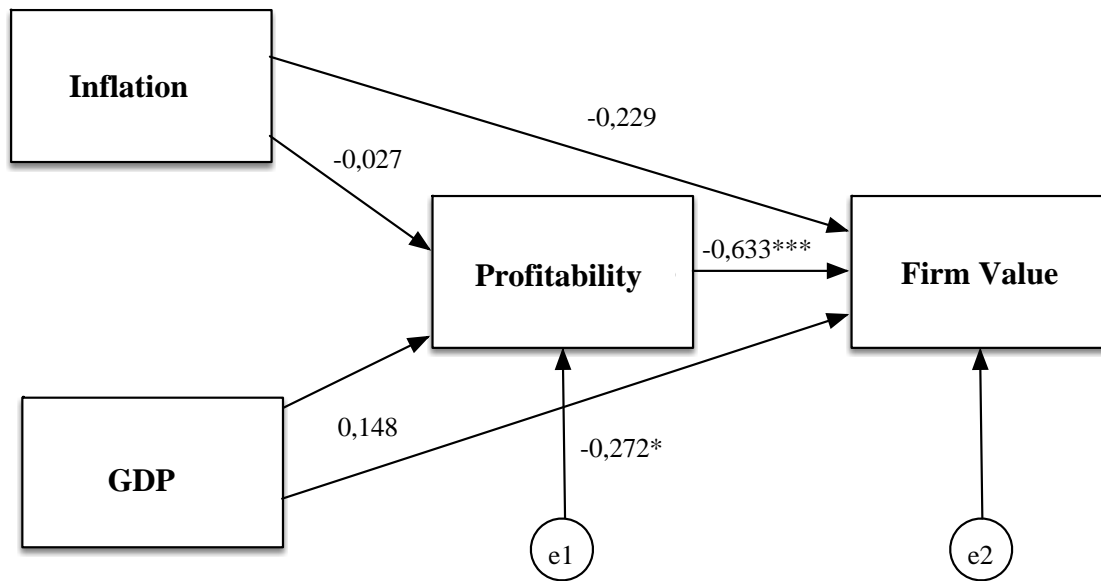 Inflation
-0,229
-0,027
Profitability
-0,633***
Firm Value
GDP
0,148
-0,272*
e1
e2